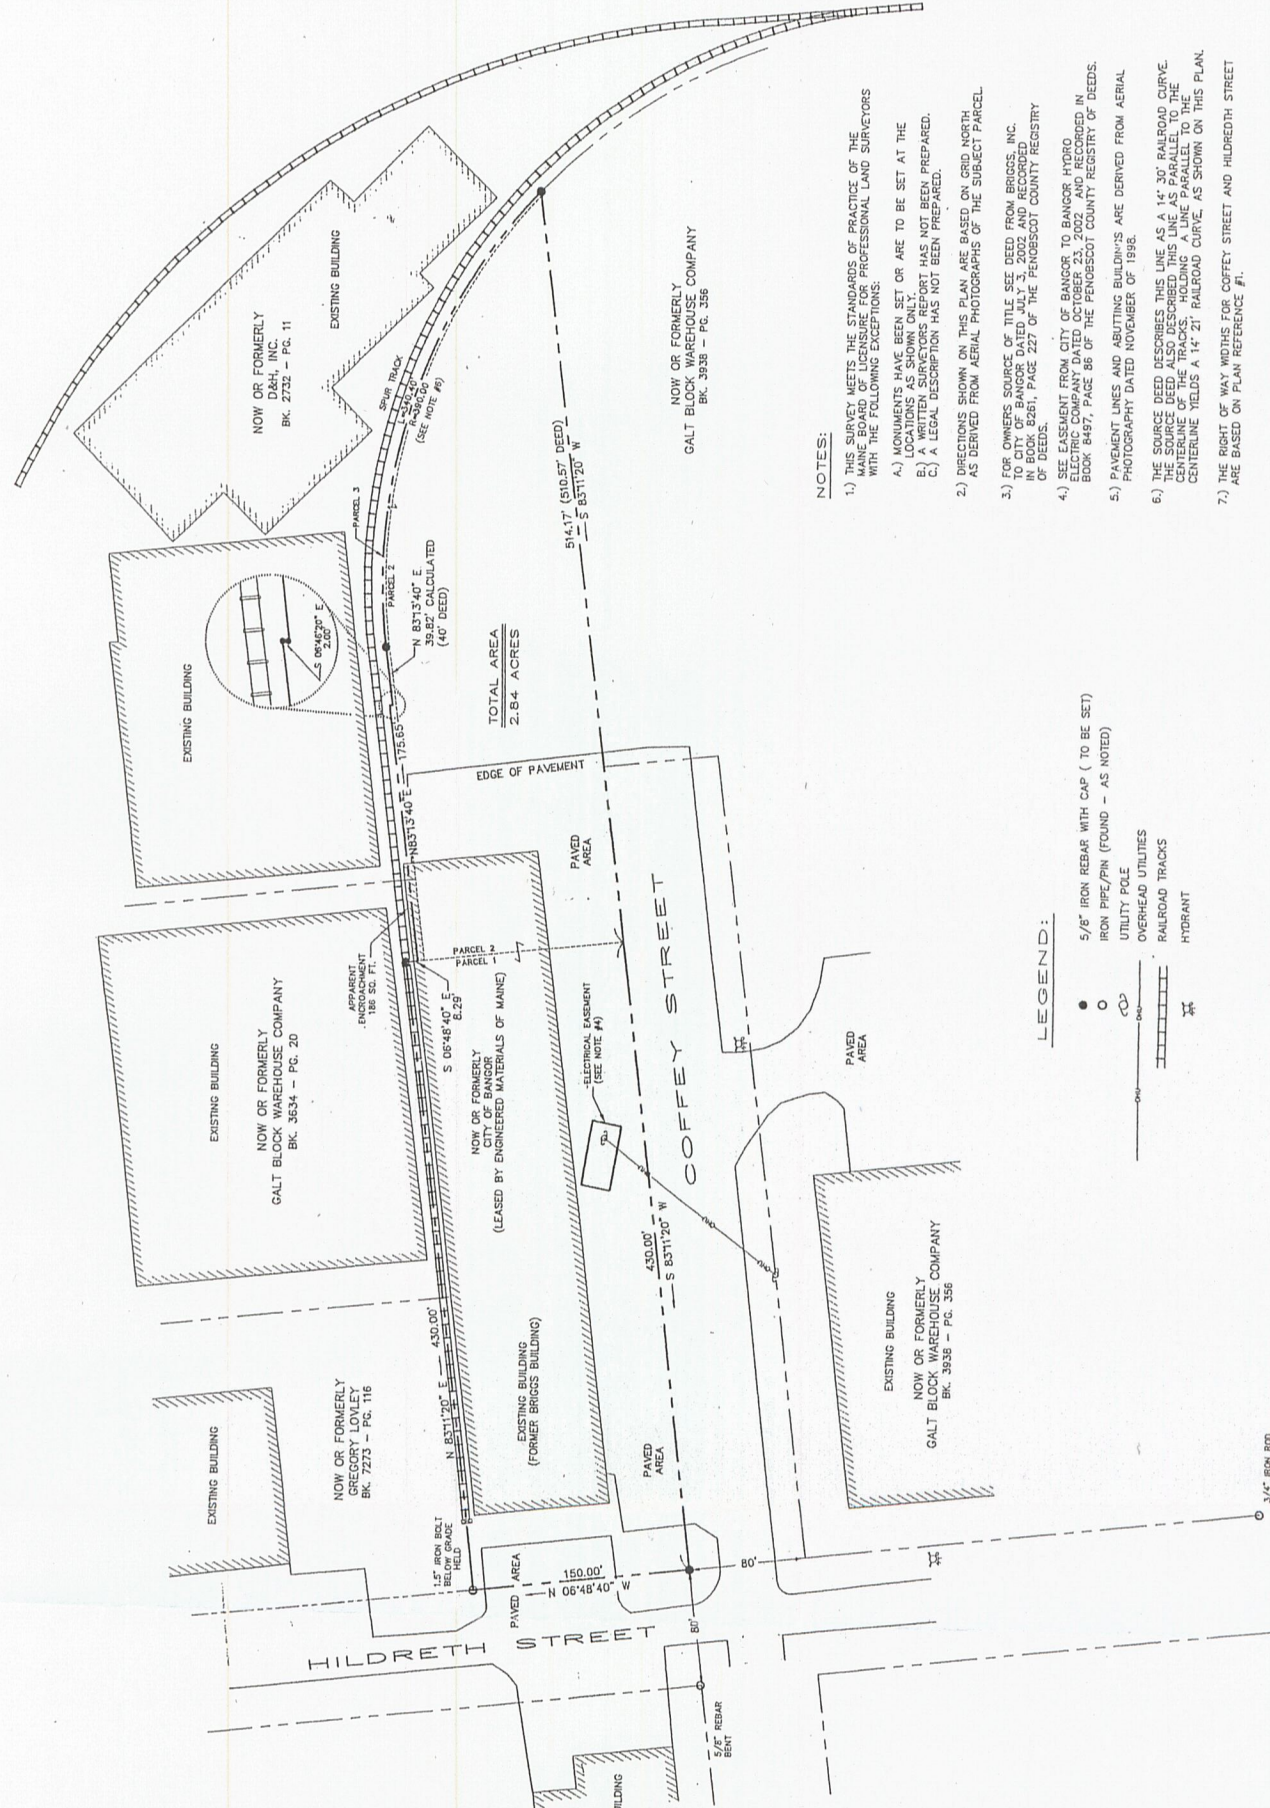 NOW OR FORMERLY
D&H, INC.
BK. 2732 - PG. 11
EXISTING BUILDING
SPUR TRACK
(SEE NOTE #6)
PARCEL 3
PARCEL 2
N 83°13'40" E
39.82' CALCULATED
(40' DEED)
EXISTING BUILDING
S 06°46'20" E
2.00'
175.65'
N83°13'40" E
TOTAL AREA
2.84 ACRES
514.17' (510.57' DEED)
S 83°11'20" W
NOW OR FORMERLY
GALT BLOCK WAREHOUSE COMPANY
BK. 3938 - PG. 356
EDGE OF PAVEMENT
PAVED
AREA
EXISTING BUILDING
NOW OR FORMERLY
GALT BLOCK WAREHOUSE COMPANY
BK. 3634 - PG. 20
APPARENT
ENCROACHMENT
186 SQ. FT.
S 06°48'40" E
8.29'
PARCEL 2
PARCEL 1
NOW OR FORMERLY
CITY OF BANGOR
(LEASED BY ENGINEERED MATERIALS OF MAINE)
ELECTRICAL EASEMENT
(SEE NOTE #4)
COFFEY STREET
430.00'
S 83°11'20" W
PAVED
AREA
EXISTING BUILDING
NOW OR FORMERLY
GREGORY LOVLEY
BK. 7273 - PG. 116
N 83°11'20" E
430.00'
EXISTING BUILDING
(FORMER BRIGGS BUILDING)
PAVED
AREA
EXISTING BUILDING
NOW OR FORMERLY
GALT BLOCK WAREHOUSE COMPANY
BK. 3938 - PG. 356
1.5" IRON BOLT
BELOW GRADE
HELD
PAVED AREA
150.00'
N 06°48'40" W
80'
80'
HILDRETH STREET
5/8" REBAR
BENT
ILDING
3/4" IRON ROD
NOTES:
1.) THIS SURVEY MEETS THE STANDARDS OF PRACTICE OF THE
MAINE BOARD OF LICENSURE FOR PROFESSIONAL LAND SURVEYORS
WITH THE FOLLOWING EXCEPTIONS:
A.) MONUMENTS HAVE BEEN SET OR ARE TO BE SET AT THE
LOCATIONS AS SHOWN ONLY.
B.) A WRITTEN SURVEYORS REPORT HAS NOT BEEN PREPARED.
C.) A LEGAL DESCRIPTION HAS NOT BEEN PREPARED.
2.) DIRECTIONS SHOWN ON THIS PLAN ARE BASED ON GRID NORTH
AS DERIVED FROM AERIAL PHOTOGRAPHS OF THE SUBJECT PARCEL.
3.) FOR OWNERS SOURCE OF TITLE SEE DEED FROM BRIGGS, INC.
TO CITY OF BANGOR DATED JULY 3, 2002 AND RECORDED
IN BOOK 8261, PAGE 227 OF THE PENOBSCOT COUNTY REGISTRY
OF DEEDS.
4.) SEE EASEMENT FROM CITY OF BANGOR TO BANGOR HYDRO
ELECTRIC COMPANY DATED OCTOBER 23, 2002 AND RECORDED IN
BOOK 8497, PAGE 86 OF THE PENOBSCOT COUNTY REGISTRY OF DEEDS.
5.) PAVEMENT LINES AND ABUTTING BUILDINGS ARE DERIVED FROM AERIAL
PHOTOGRAPHY DATED NOVEMBER OF 1998.
6.) THE SOURCE DEED DESCRIBES THIS LINE AS A 14° 30' RAILROAD CURVE.
THE SOURCE DEED ALSO DESCRIBED THIS LINE AS PARALLEL TO THE
CENTERLINE OF THE TRACKS. HOLDING A LINE PARALLEL TO THE
CENTERLINE YIELDS A 14° 21' RAILROAD CURVE, AS SHOWN ON THIS PLAN.
7.) THE RIGHT OF WAY WIDTHS FOR COFFEY STREET AND HILDREDTH STREET
ARE BASED ON PLAN REFERENCE #1.
LEGEND:
5/8" IRON REBAR WITH CAP ( TO BE SET)
IRON PIPE/PIN (FOUND - AS NOTED)
UTILITY POLE
OHU
OHU
OVERHEAD UTILITIES
RAILROAD TRACKS
HYDRANT